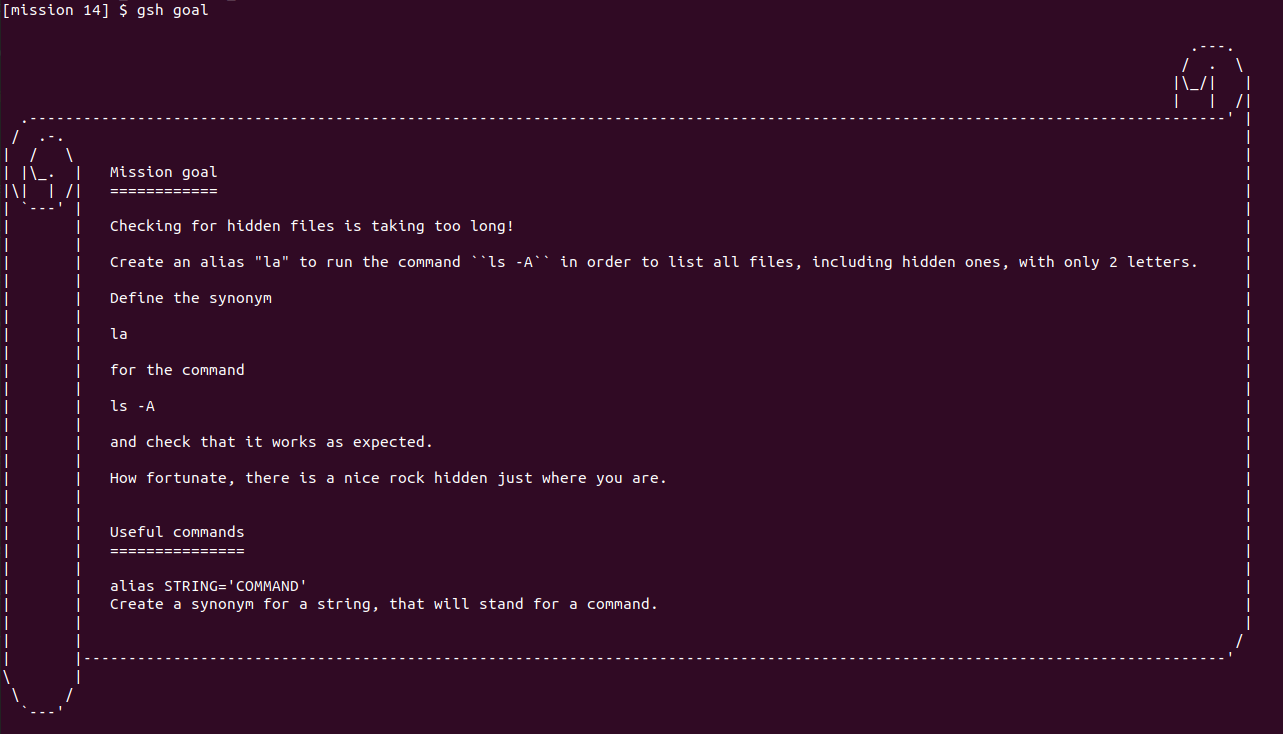 [mission 14] $ gsh goal
Mission goal
============
Checking for hidden files is taking too long!
Create an alias "la" to run the command ``ls -A`` in order to list all files, including hidden ones, with only 2 letters.
Define the synonym
la
for the command
ls -A
and check that it works as expected.
How fortunate, there is a nice rock hidden just where you are.
Useful commands
===============
alias STRING='COMMAND'
Create a synonym for a string, that will stand for a command.